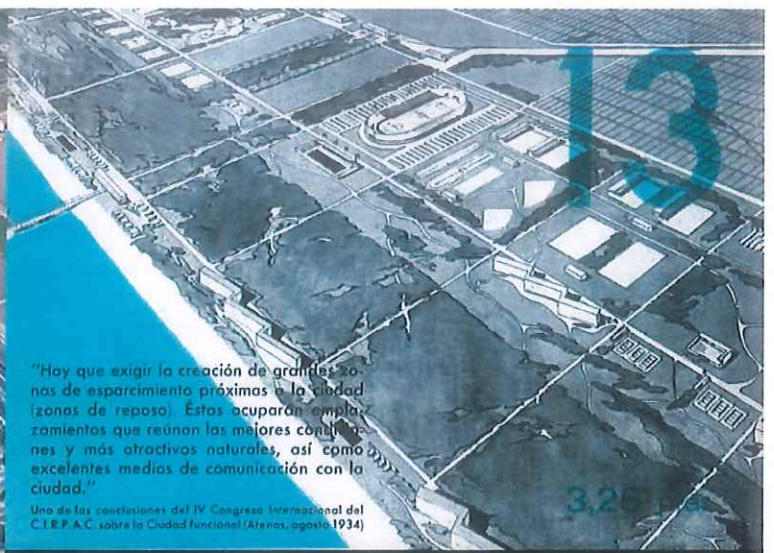 13
"Hay que exigir la creación de grandes zo-
nas de esparcimiento próximas a la ciudad
(zonas de reposo). Éstas ocuparán empla-
zamientos que reúnan las mejores condicio-
nes y más atractivos naturales, así como
excelentes medios de comunicación con la
ciudad."
Una de las conclusiones del IV Congreso Internacional del
C.I.R.P.A.C. sobre la Ciudad funcional (Atenas, agosto 1934)
3,25